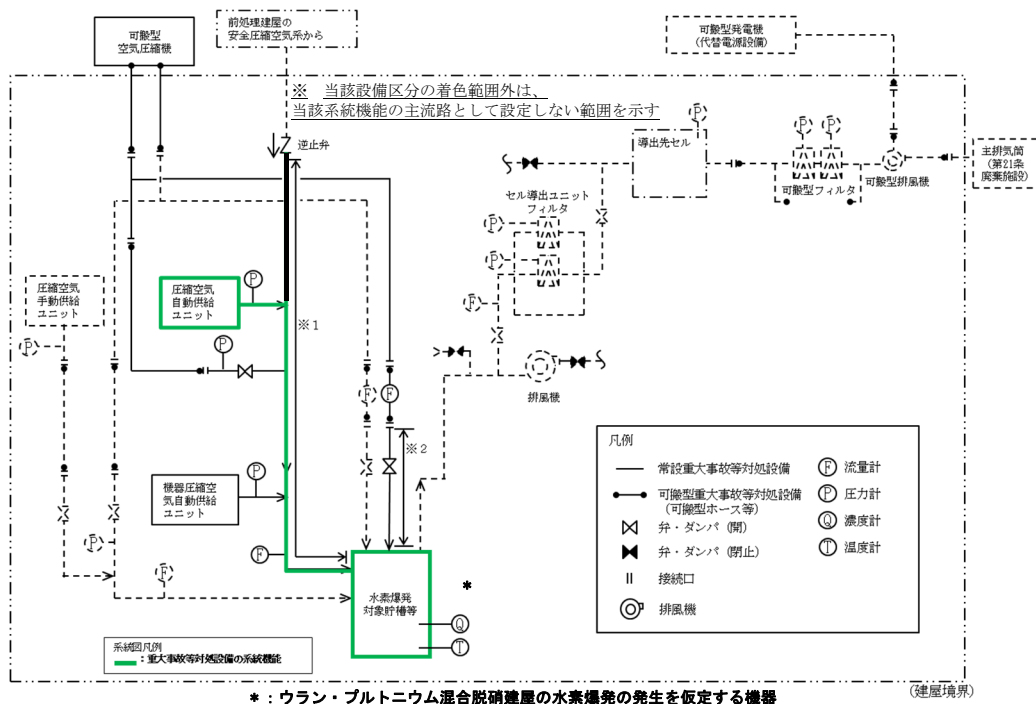 可搬型
空気圧縮機
前処理建屋の
安全圧縮空気系から
可搬型発電機
(代替電源設備)
※ 当該設備区分の着色範囲外は、
当該系統機能の主流路として設定しない範囲を示す
逆止弁
P
導出先セル
P
P
可搬型フィルタ
可搬型排風機
主排気筒
(第21条
廃棄施設)
セル導出ユニット
フィルタ
P
P
F
圧縮空気
手動供給
ユニット
圧縮空気
自動供給
ユニット
P
※1
P
P
F
F
排風機
※2
機器圧縮空
気自動供給
ユニット
P
P
F
F
水素爆発
対象貯槽等
*
Q
T
凡例
常設重大事故等対処設備
可搬型重大事故等対処設備
(可搬型ホース等)
弁・ダンパ (開)
弁・ダンパ (閉止)
接続口
排風機
F 流量計
P 圧力計
Q 濃度計
T 温度計
系統図凡例
:重大事故等対処設備の系統機能
(建屋境界)
*:ウラン・プルトニウム混合脱硝建屋の水素爆発の発生を仮定する機器